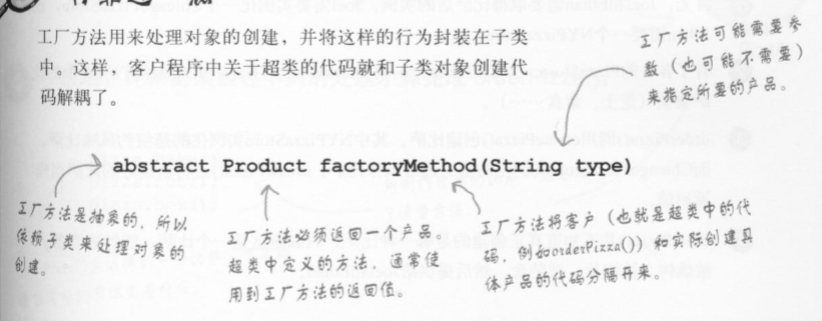 工厂方法用来处理对象的创建，并将这样的行为封装在子类
中。这样，客户程序中关于超类的代码就和子类对象创建代
码解耦了。
工厂方法可能需要参
数（也可能不需要）
来指定所要的产品。
abstract Product factoryMethod(String type)
工厂方法是抽象的，所以
依赖子类来处理对象的
创建。
工厂方法必须返回一个产品。
超类中定义的方法，通常使
用到工厂方法的返回值。
工厂方法将客户（也就是超类中的代
码，例如orderPizza()）和实际创建具
体产品的代码分隔开来。